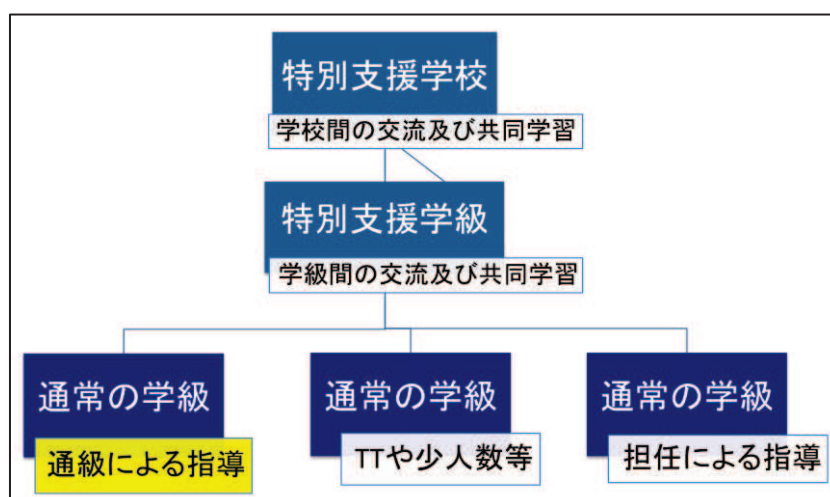 特別支援学校
学校間の交流及び共同学習
特別支援学級
学級間の交流及び共同学習
通常の学級
通級による指導
通常の学級
TTや少人数等
通常の学級
担任による指導